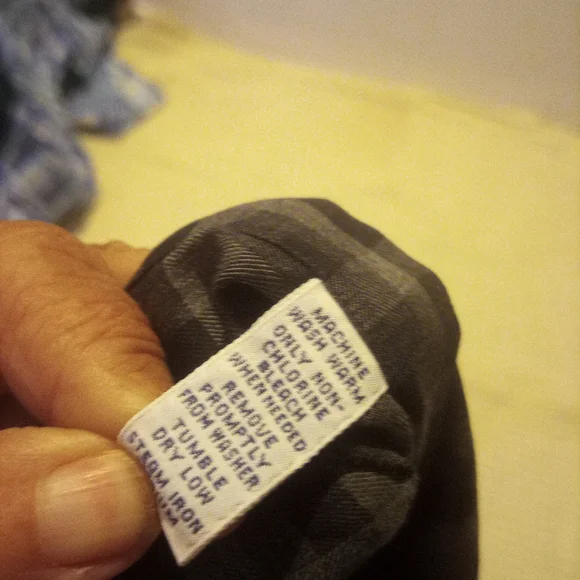 MACHINE
WASH WARM
ONLY NON-
CHLORINE
BLEACH
WHEN NEEDED
REMOVE
PROMPTLY
FROM WASHER
TUMBLE
DRY LOW
STEAM IRON